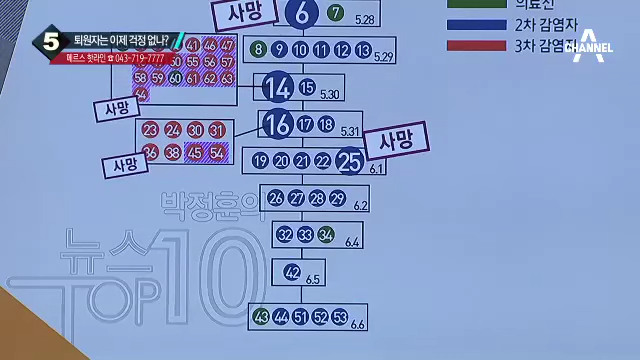 5 퇴원자는 이제 걱정 없나?
메르스 핫라인 ☎ 043-719-7777
CHANNEL
의료진
2차 감염자
3차 감염자
사망 6 7 5.28
8 9 10 11 12 13 5.29
41 46 47
50 55 56 57
58 59 60 61 62 63
사망
14 15 5.30
16 17 18 5.31
23 24 30 31
36 38 45 54
사망
사망
19 20 21 22 25 6.1
26 27 28 29 6.2
32 33 34 6.4
42 6.5
43 44 51 52 53 6.6
박정훈의
뉴스
TOP10